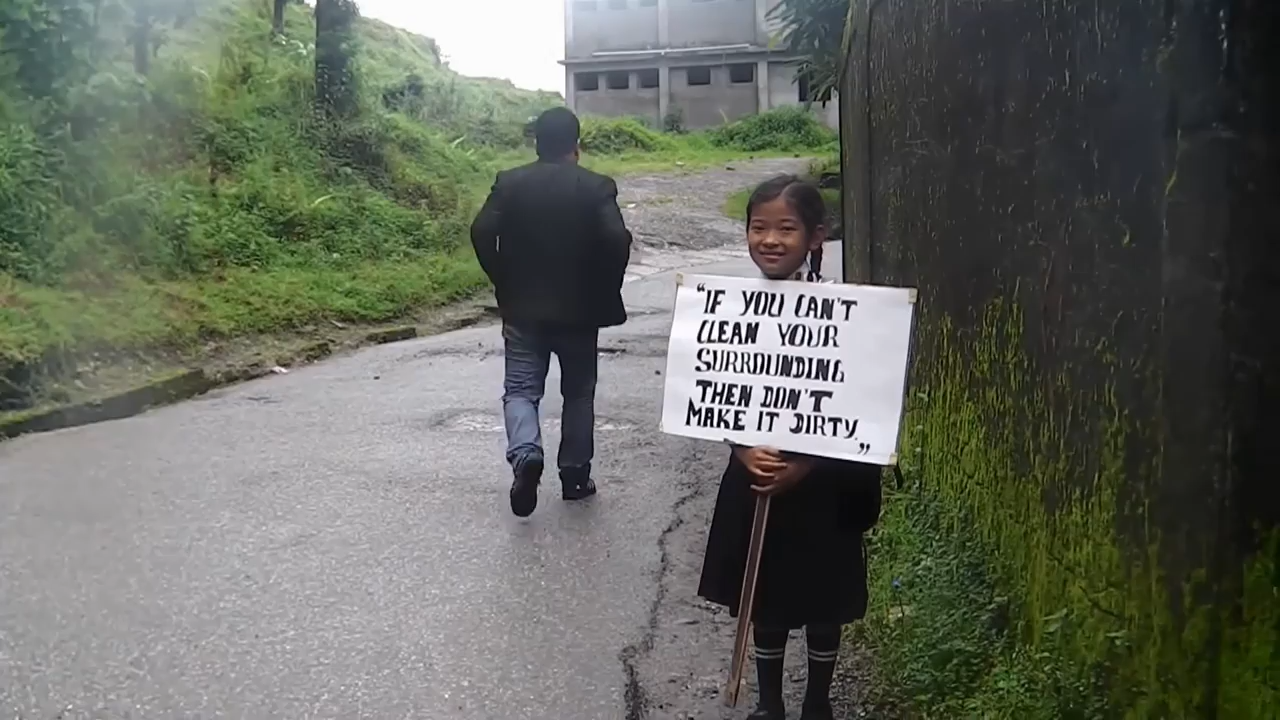 "IF YOU CAN'T
CLEAN YOUR
SURROUNDING
THEN DON'T
MAKE IT DIRTY."